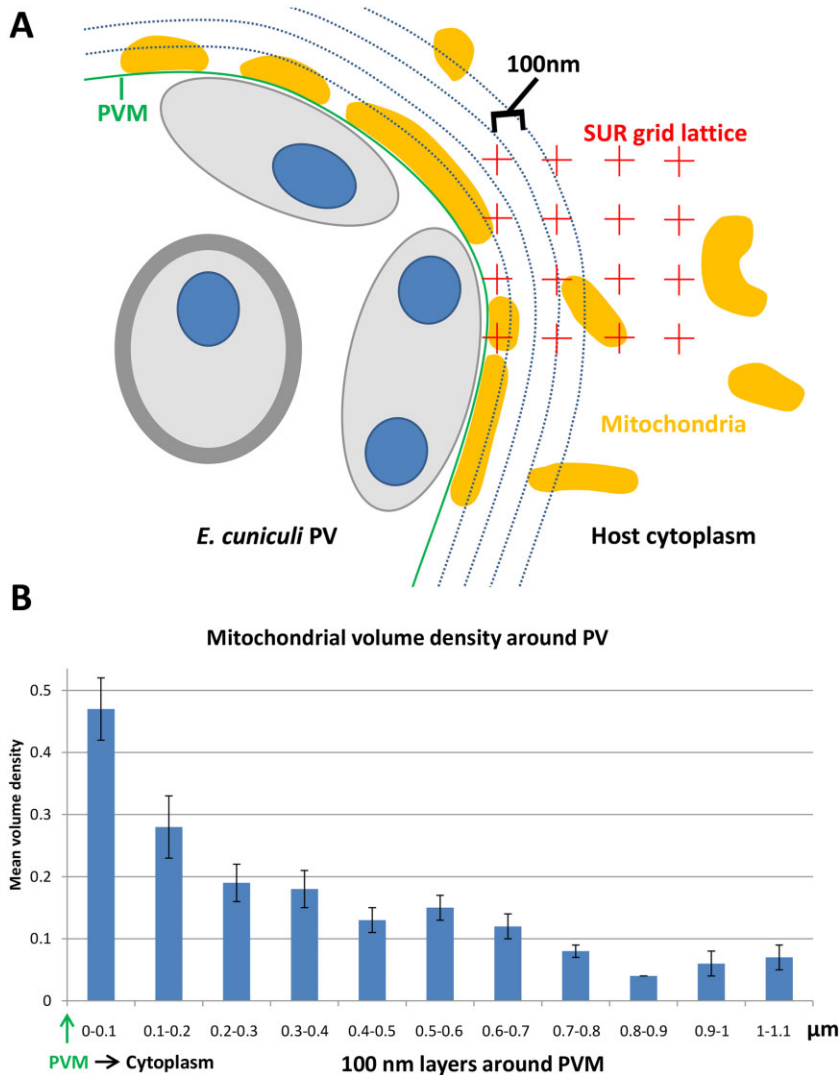 A
100nm
PVM
SUR grid lattice
Mitochondria
E. cuniculi PV
Host cytoplasm
B
Mitochondrial volume density around PV
Mean volume density
0.5
0.4
0.3
0.2
0.1
0
0-0.1 0.1-0.2 0.2-0.3 0.3-0.4 0.4-0.5 0.5-0.6 0.6-0.7 0.7-0.8 0.8-0.9 0.9-1 1-1.1 μm
PVM → Cytoplasm
100 nm layers around PVM